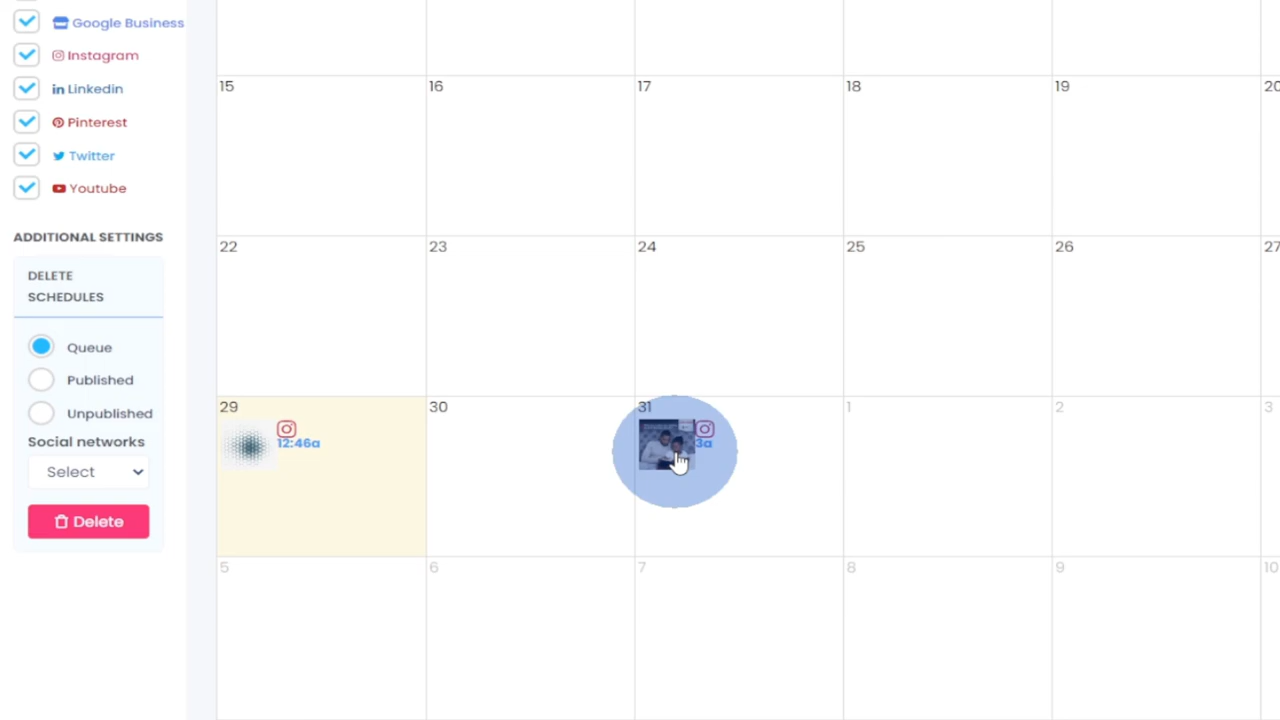 Google Business
Instagram
Linkedin
Pinterest
Twitter
Youtube
ADDITIONAL SETTINGS
DELETE
SCHEDULES
Queue
Published
Unpublished
Social networks
Select
Delete
15 16 17 18 19 20
22 23 24 25 26 27
29 30 31 1 2 3
12:46a 3a
5 6 7 8 9 10